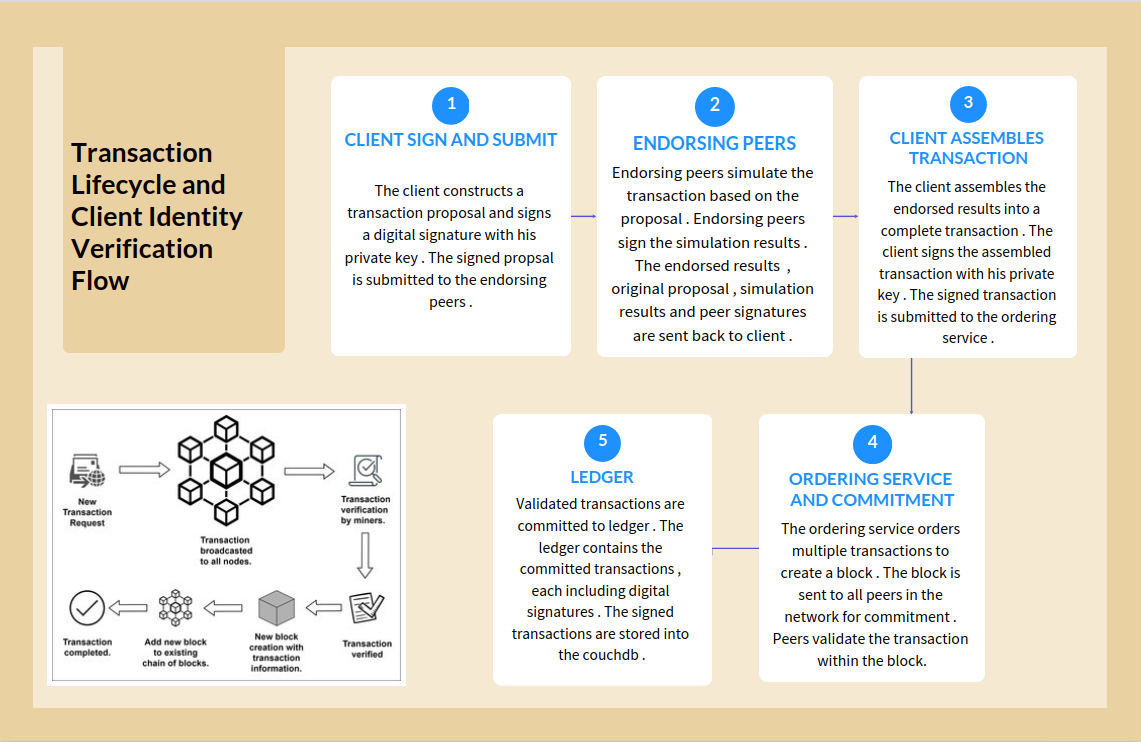 Transaction
Lifecycle and
Client Identity
Verification
Flow
1
CLIENT SIGN AND SUBMIT
The client constructs a
transaction proposal and signs
a digital signature with his
private key . The signed propsal
is submitted to the endorsing
peers .
2
ENDORSING PEERS
Endorsing peers simulate the
transaction based on the
proposal . Endorsing peers
sign the simulation results .
The endorsed results ,
original proposal , simulation
results and peer signatures
are sent back to client .
3
CLIENT ASSEMBLES
TRANSACTION
The client assembles the
endorsed results into a
complete transaction . The
client signs the assembled
transaction with his private
key . The signed transaction
is submitted to the ordering
service .
4
ORDERING SERVICE
AND COMMITMENT
The ordering service orders
multiple transactions to
create a block . The block is
sent to all peers in the
network for commitment .
Peers validate the transaction
within the block.
5
LEDGER
Validated transactions are
committed to ledger . The
ledger contains the
committed transactions ,
each including digital
signatures . The signed
transactions are stored into
the couchdb .
New
Transaction
Request
Transaction
broadcasted
to all nodes.
Transaction
verification
by miners.
Transaction
verified
New block
creation with
transaction
information.
Add new block
to existing
chain of blocks.
Transaction
completed.